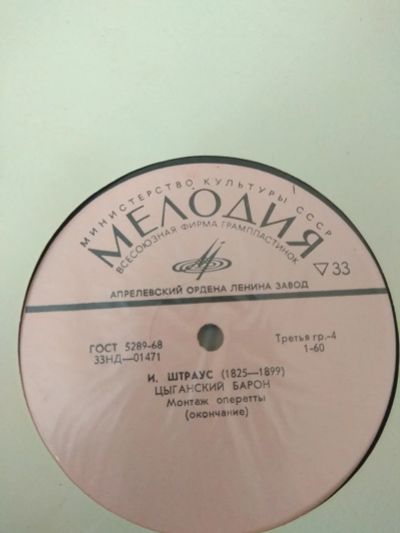 МИНИСТЕРСТВО КУЛЬТУРЫ СССР
МЕЛОДИЯ
ВСЕСОЮЗНАЯ ФИРМА ГРАМПЛАСТИНОК
▽33
АПРЕЛЕВСКИЙ ОРДЕНА ЛЕНИНА ЗАВОД
ГОСТ 5289-68
33НД—01471
Третья гр.-4
1-60
И. ШТРАУС (1825—1899)
ЦЫГАНСКИЙ БАРОН
Монтаж оперетты
(окончание)